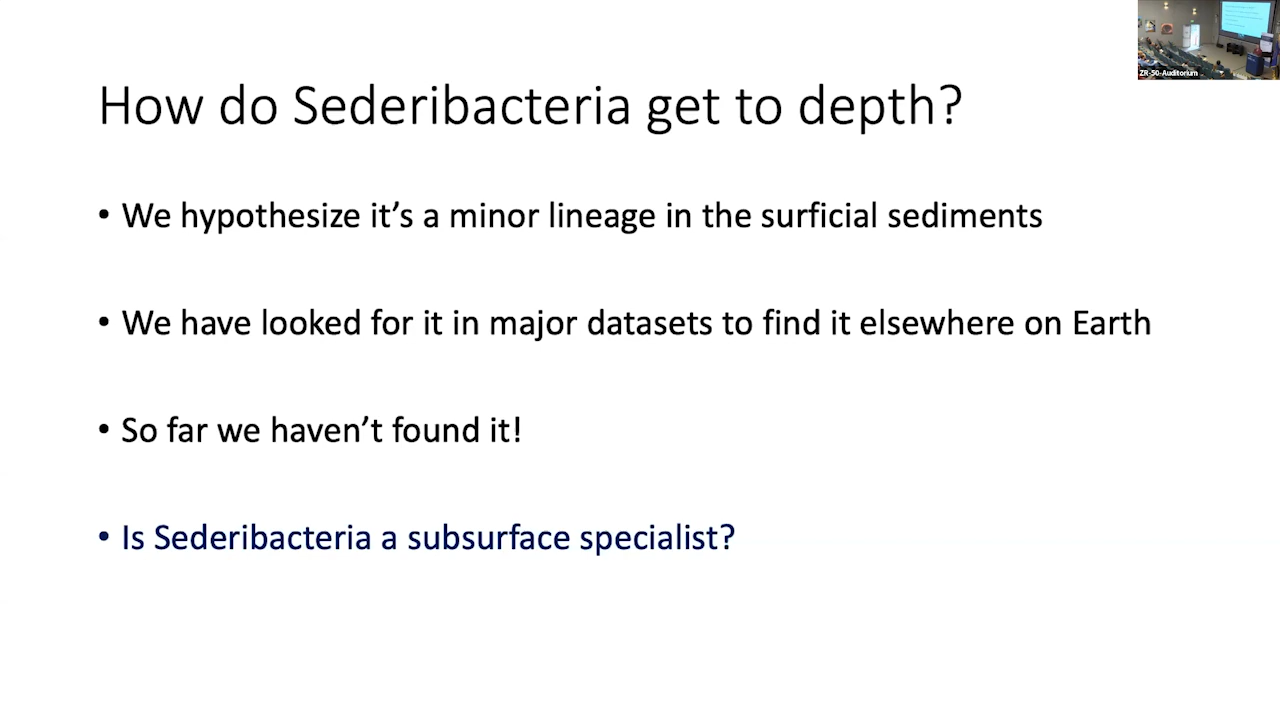 ZR-50-Auditorium
How do Sederibacteria get to depth?
• We hypothesize it’s a minor lineage in the surficial sediments
• We have looked for it in major datasets to find it elsewhere on Earth
• So far we haven’t found it!
• Is Sederibacteria a subsurface specialist?